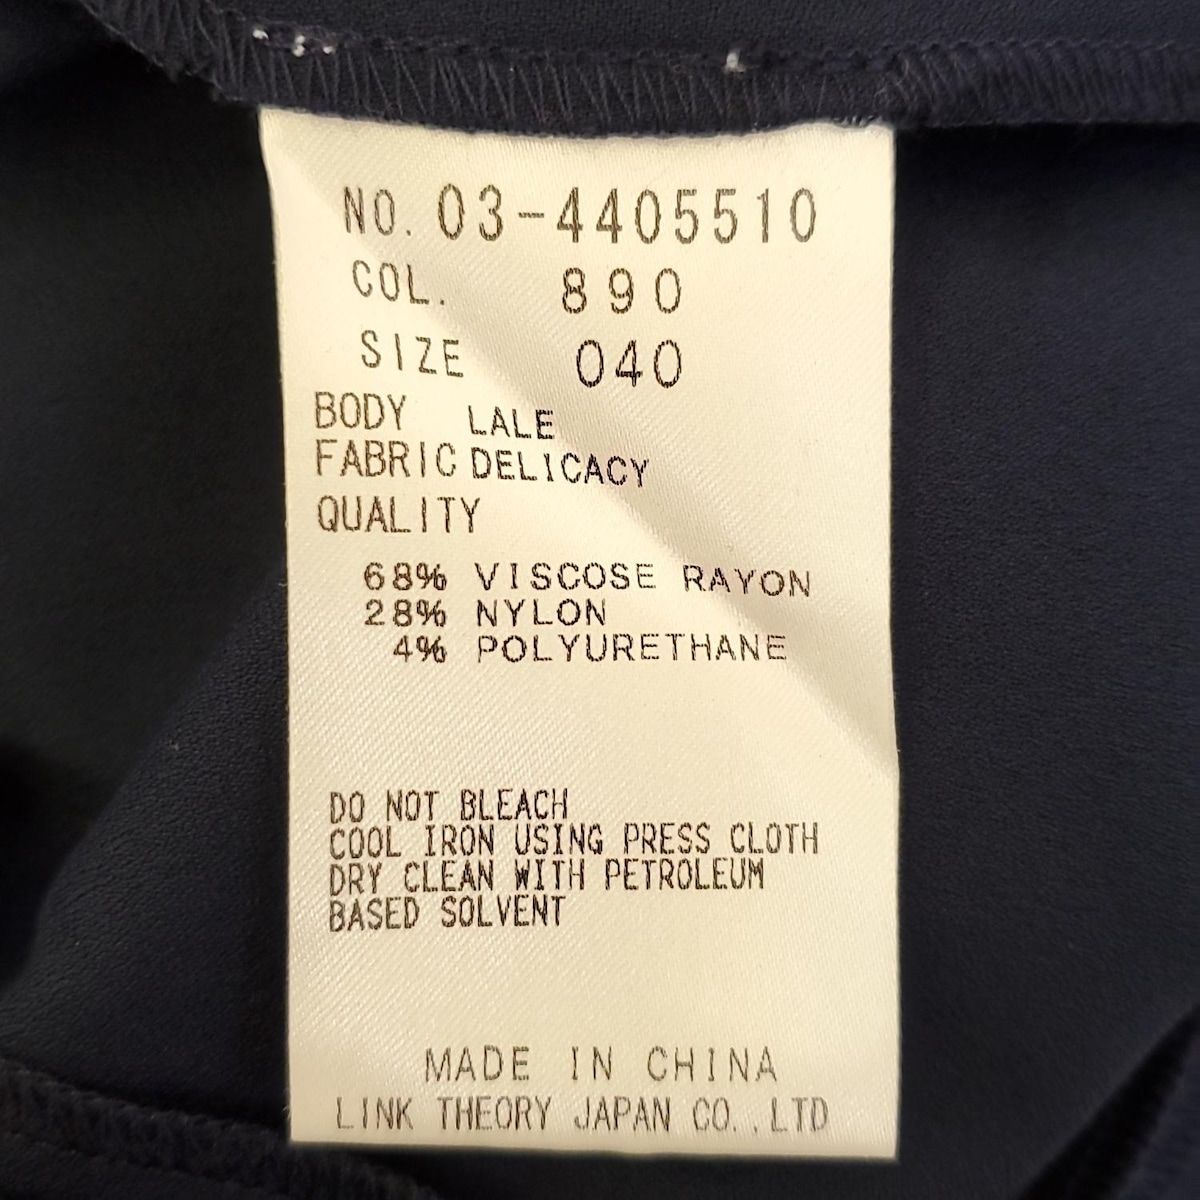 NO. 03-4405510
COL. 890
SIZE 040
BODY LALE
FABRIC DELICACY
QUALITY
68% VISCOSE RAYON
28% NYLON
4% POLYURETHANE
DO NOT BLEACH
COOL IRON USING PRESS CLOTH
DRY CLEAN WITH PETROLEUM
BASED SOLVENT
MADE IN CHINA
LINK THEORY JAPAN CO.,LTD